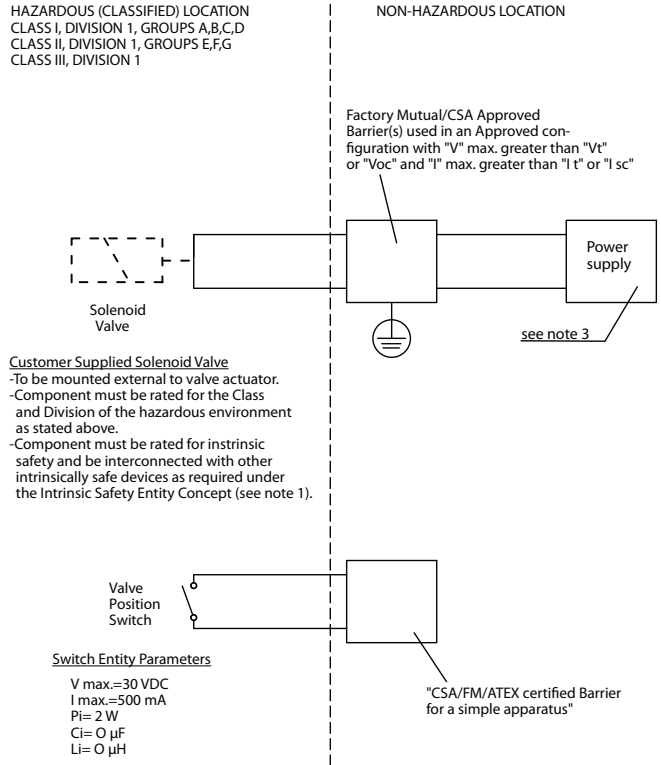 HAZARDOUS (CLASSIFIED) LOCATION
CLASS I, DIVISION 1, GROUPS A,B,C,D
CLASS II, DIVISION 1, GROUPS E,F,G
CLASS III, DIVISION 1
NON-HAZARDOUS LOCATION
Factory Mutual/CSA Approved
Barrier(s) used in an Approved con-
figuration with "V" max. greater than "Vt"
or "Voc" and "I" max. greater than "I t" or "I sc"
Power
supply
Solenoid
Valve
see note 3
Customer Supplied Solenoid Valve
-To be mounted external to valve actuator.
-Component must be rated for the Class
and Division of the hazardous environment
as stated above.
-Component must be rated for instrinsic
safety and be interconnected with other
intrinsically safe devices as required under
the Intrinsic Safety Entity Concept (see note 1).
Valve
Position
Switch
Switch Entity Parameters
V max.=30 VDC
I max.=500 mA
Pi= 2 W
Ci= O µF
Li= O µH
"CSA/FM/ATEX certified Barrier
for a simple apparatus"